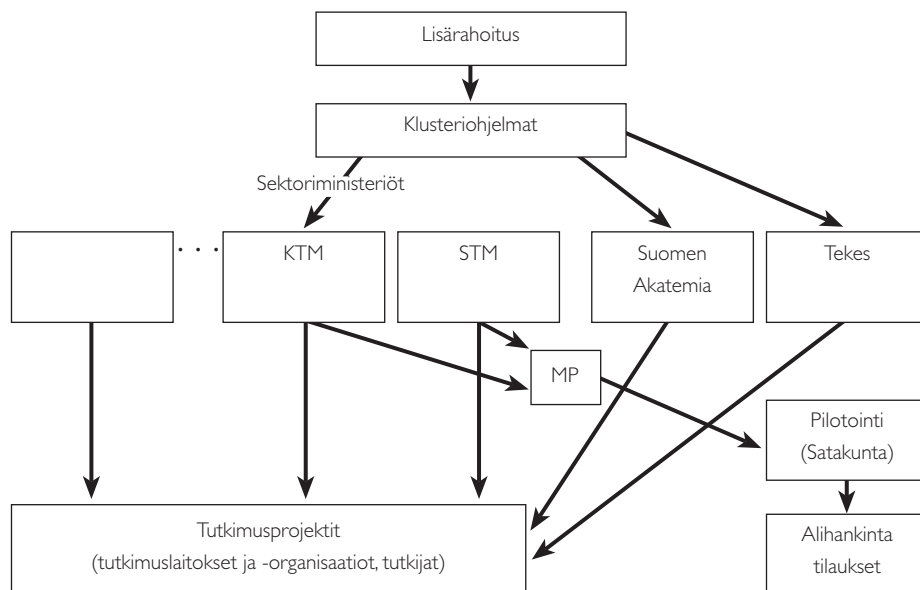 Lisärahoitus
Klusteriohjelmat
Sektoriministeriöt
. . .
KTM
STM
Suomen
Akatemia
Tekes
MP
Pilotointi
(Satakunta)
Tutkimusprojektit
(tutkimuslaitokset ja -organisaatiot, tutkijat)
Alihankinta
tilaukset